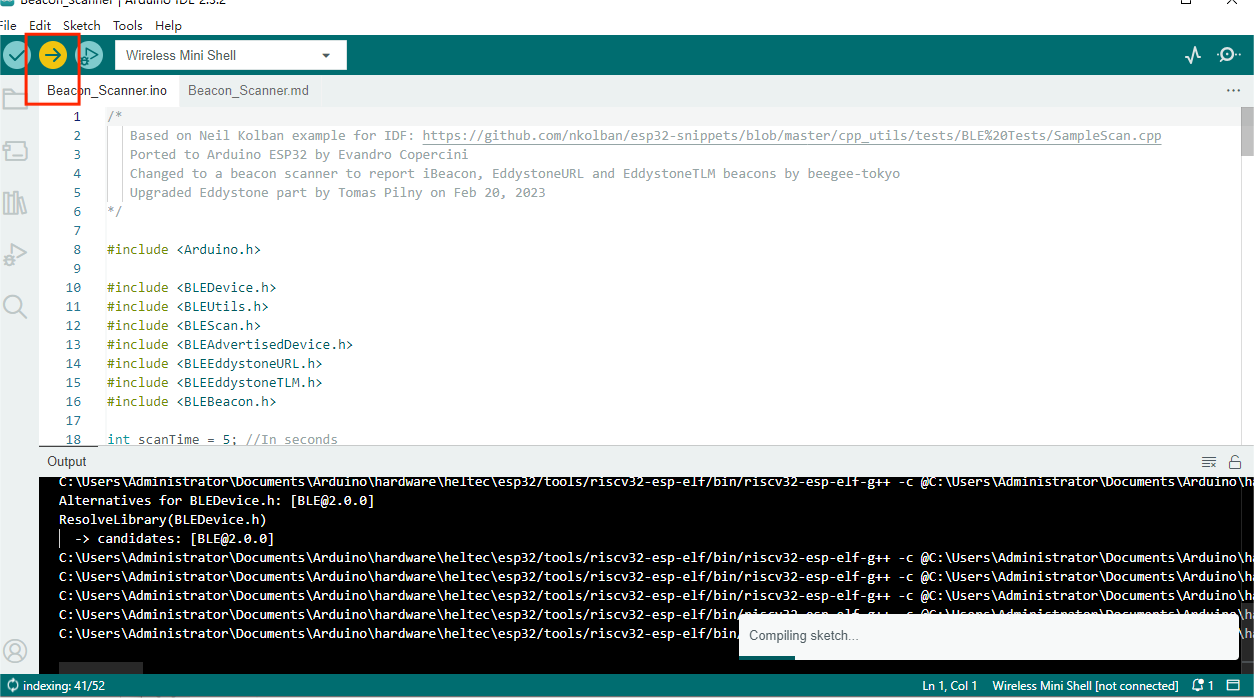 Beacon_Scanner | Arduino IDE 2.3.2
File Edit Sketch Tools Help
Wireless Mini Shell
Beacon_Scanner.ino Beacon_Scanner.md
1 /*
2 Based on Neil Kolban example for IDF: https://github.com/nkolban/esp32-snippets/blob/master/cpp_utils/tests/BLE%20Tests/SampleScan.cpp
3 Ported to Arduino ESP32 by Evandro Copercini
4 Changed to a beacon scanner to report iBeacon, EddystoneURL and EddystoneTLM beacons by beegee-tokyo
5 Upgraded Eddystone part by Tomas Pilny on Feb 20, 2023
6 */
7
8 #include <Arduino.h>
9
10 #include <BLEDevice.h>
11 #include <BLEUtils.h>
12 #include <BLEScan.h>
13 #include <BLEAdvertisedDevice.h>
14 #include <BLEEddystoneURL.h>
15 #include <BLEEddystoneTLM.h>
16 #include <BLEBeacon.h>
17
18 int scanTime = 5; //In seconds
Output
C:\Users\Administrator\Documents\Arduino\hardware\heltec\esp32/tools/riscv32-esp-elf/bin/riscv32-esp-elf-g++ -c @C:\Users\Administrator\Documents\Arduino\ha
Alternatives for BLEDevice.h: [BLE@2.0.0]
ResolveLibrary(BLEDevice.h)
-> candidates: [BLE@2.0.0]
C:\Users\Administrator\Documents\Arduino\hardware\heltec\esp32/tools/riscv32-esp-elf/bin/riscv32-esp-elf-g++ -c @C:\Users\Administrator\Documents\Arduino\ha
C:\Users\Administrator\Documents\Arduino\hardware\heltec\esp32/tools/riscv32-esp-elf/bin/riscv32-esp-elf-g++ -c @C:\Users\Administrator\Documents\Arduino\ha
C:\Users\Administrator\Documents\Arduino\hardware\heltec\esp32/tools/riscv32-esp-elf/bin/riscv32-esp-elf-g++ -c @C:\Users\Administrator\Documents\Arduino\ha
C:\Users\Administrator\Documents\Arduino\hardware\heltec\esp32/tools/riscv32-esp-elf/bin/riscv32-esp-elf-g++ -c @C:\Users\Administrator\Documents\Arduino\ha
C:\Users\Administrator\Documents\Arduino\hardware\heltec\esp32/tools/riscv32-esp-elf/bin/
Compiling sketch...
indexing: 41/52 Ln 1, Col 1 Wireless Mini Shell [not connected] 1